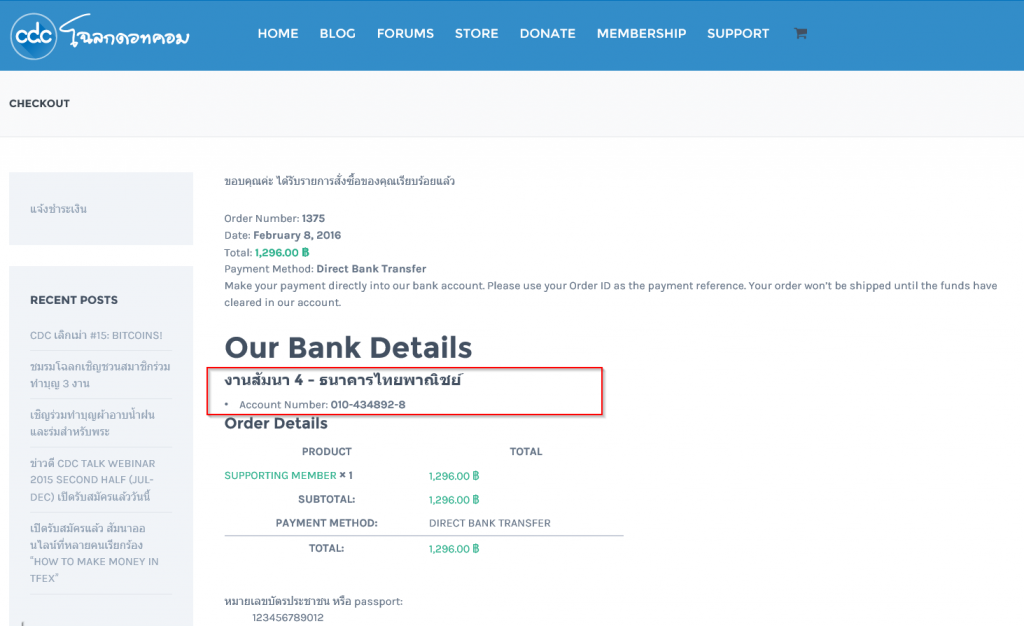 cdc โฉลกดอทคอม
HOME BLOG FORUMS STORE DONATE MEMBERSHIP SUPPORT
CHECKOUT
แจ้งชำระเงิน
RECENT POSTS
CDC เล็กเม่า #15: BITCOINS!
ชมรมโฉลกเชิญชวนสมาชิกร่วม
ทำบุญ 3 งาน
เชิญร่วมทำบุญผ้าอาบน้ำฝน
และร่มสำหรับพระ
ข่าวดี CDC TALK WEBINAR
2015 SECOND HALF (JUL-
DEC) เปิดรับสมัครแล้ววันนี้
เปิดรับสมัครแล้ว สัมนาออ
นไลน์ที่หลายคนเรียกร้อง
"HOW TO MAKE MONEY IN
TFEX"
ขอบคุณค่ะ ได้รับรายการสั่งซื้อของคุณเรียบร้อยแล้ว
Order Number: 1375
Date: February 8, 2016
Total: 1,296.00 ฿
Payment Method: Direct Bank Transfer
Make your payment directly into our bank account. Please use your Order ID as the payment reference. Your order won't be shipped until the funds have
cleared in our account.
Our Bank Details
งานสัมนา 4 – ธนาคารไทยพาณิชย์
• Account Number: 010-434892-8
Order Details
PRODUCT TOTAL
SUPPORTING MEMBER × 1 1,296.00 ฿
SUBTOTAL: 1,296.00 ฿
PAYMENT METHOD: DIRECT BANK TRANSFER
TOTAL: 1,296.00 ฿
หมายเลขบัตรประชาชน หรือ passport:
123456789012